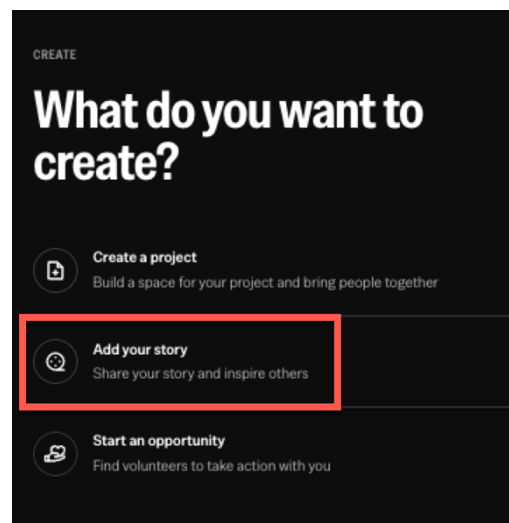 CREATE
What do you want to
create?
Create a project
Build a space for your project and bring people together
Add your story
Share your story and inspire others
Start an opportunity
Find volunteers to take action with you